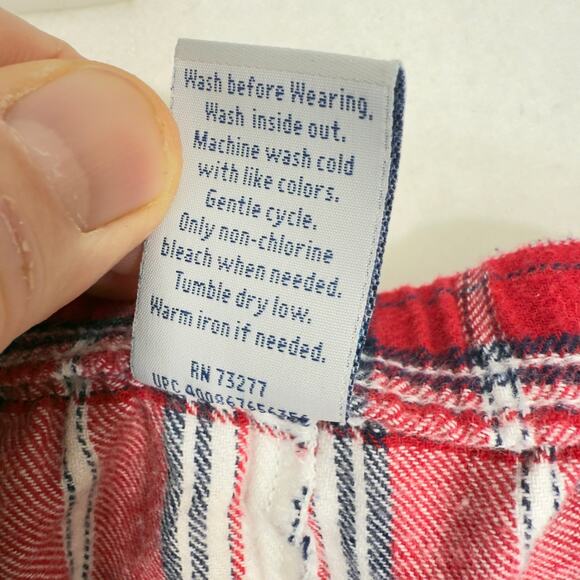 Wash before Wearing.
Wash inside out.
Machine wash cold
with like colors.
Gentle cycle.
Only non-chlorine
bleach when needed.
Tumble dry low.
Warm iron if needed.
RN 73277
UPC